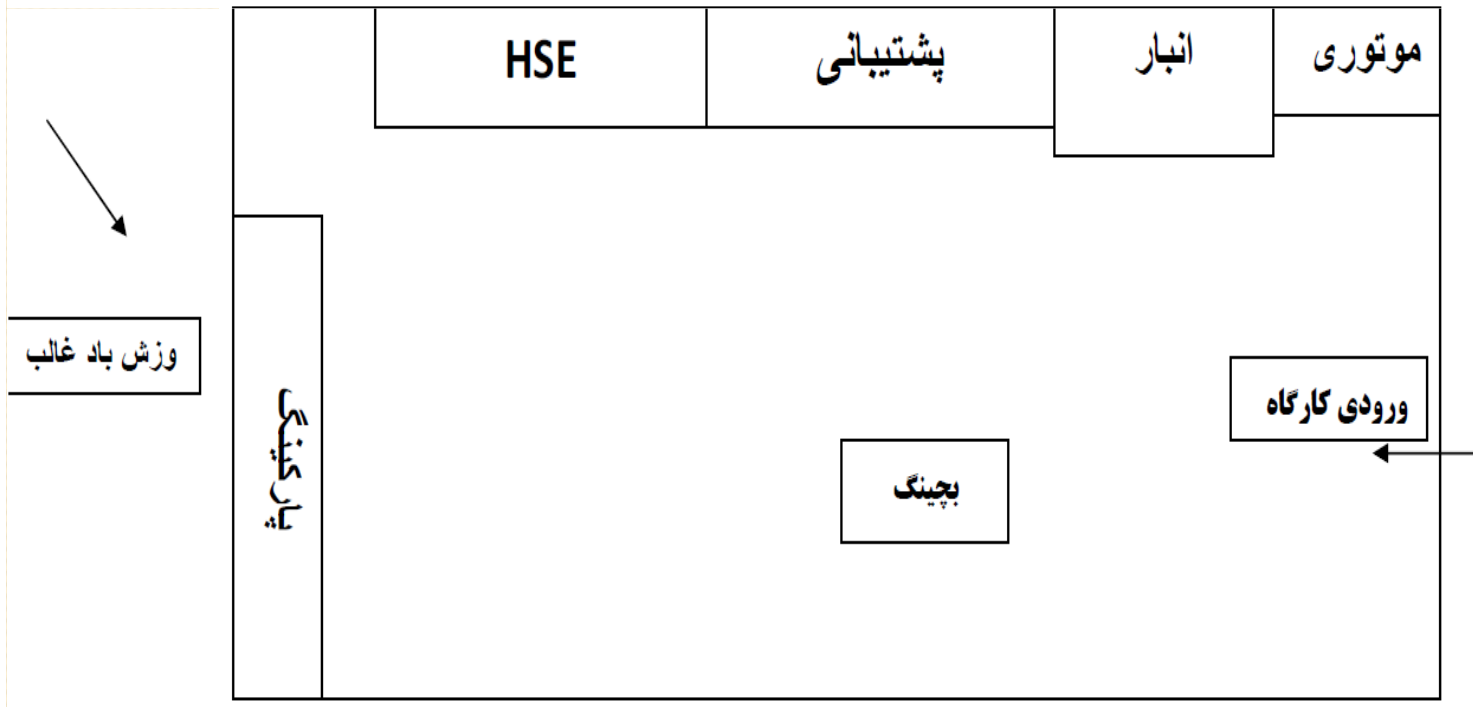 موتوری
انبار
پشتیبانی
HSE
وزش باد غالب
پارکینگ
ورودی کارگاه
بچینگ